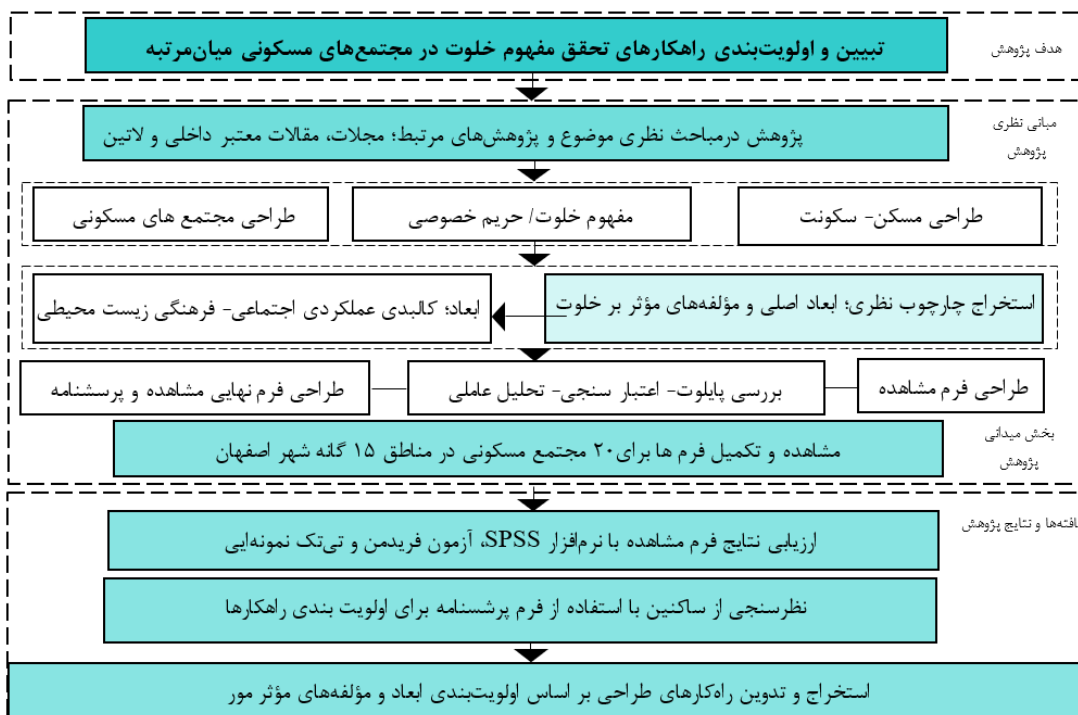 هدف پژوهش
تبیین و اولویت‌بندی راهکارهای تحقق مفهوم خلوت در مجتمع‌های مسکونی میان‌مرتبه
مبانی نظری
پژوهش
پژوهش درمباحث نظری موضوع و پژوهش‌های مرتبط؛ مجلات، مقالات معتبر داخلی و لاتین
طراحی مسکن- سکونت
مفهوم خلوت/ حریم خصوصی
طراحی مجتمع های مسکونی
استخراج چارچوب نظری؛ ابعاد اصلی و مؤلفه‌های مؤثر بر خلوت
ابعاد؛ کالبدی عملکردی اجتماعی- فرهنگی زیست محیطی
طراحی فرم مشاهده
بررسی پایلوت- اعتبار سنجی- تحلیل عاملی
طراحی فرم نهایی مشاهده و پرسشنامه
بخش میدانی
پژوهش
مشاهده و تکمیل فرم ها برای۲۰ مجتمع مسکونی در مناطق ۱۵ گانه شهر اصفهان
افته‌ها و نتایج پژوهش
ارزیابی نتایج فرم مشاهده با نرم‌افزار SPSS، آزمون فریدمن و تی‌تک نمونه‌ایی
نظرسنجی از ساکنین با استفاده از فرم پرشسنامه برای اولویت بندی راهکارها
استخراج و تدوین راه‌کارهای طراحی بر اساس اولویت‌بندی ابعاد و مؤلفه‌های مؤثر مور